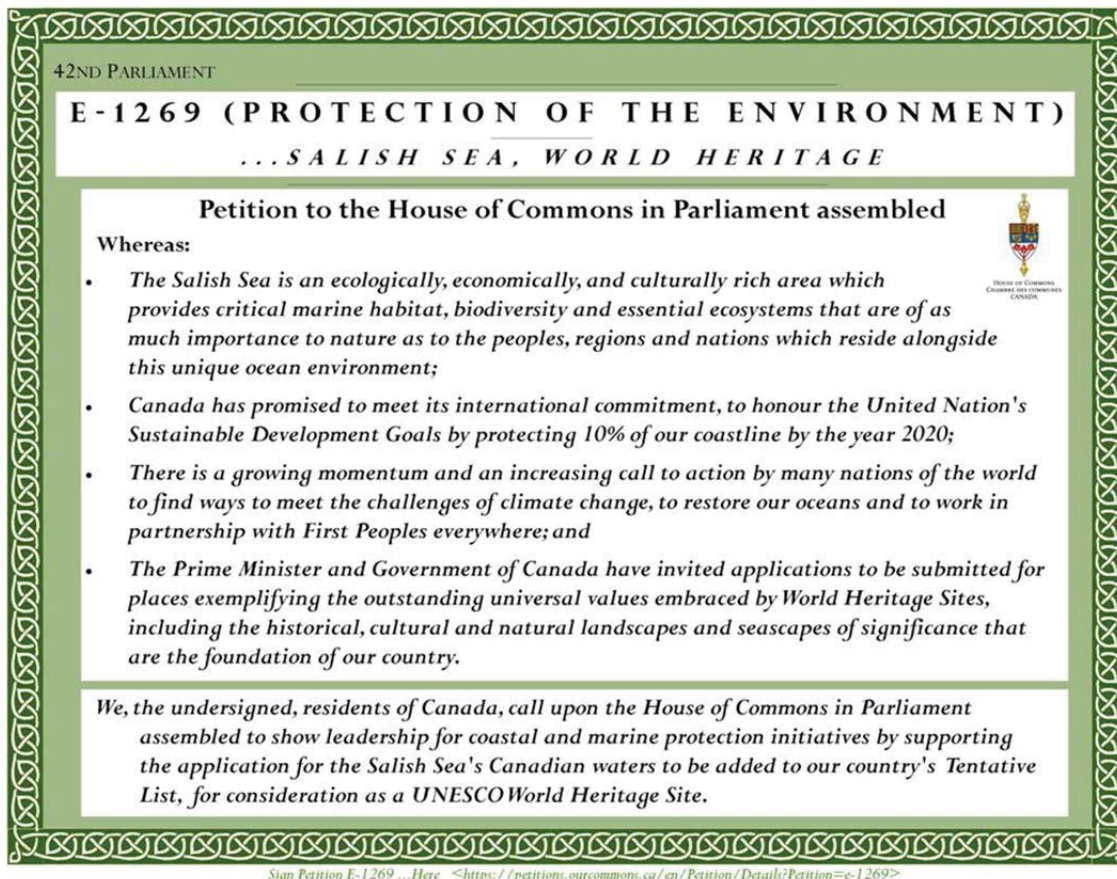 42ND PARLIAMENT
E-1269 (PROTECTION OF THE ENVIRONMENT)
...SALISH SEA, WORLD HERITAGE
Petition to the House of Commons in Parliament assembled
HOUSE OF COMMONS
CHAMBRE DES COMMUNES
CANADA
Whereas:
• The Salish Sea is an ecologically, economically, and culturally rich area which
provides critical marine habitat, biodiversity and essential ecosystems that are of as
much importance to nature as to the peoples, regions and nations which reside alongside
this unique ocean environment;
• Canada has promised to meet its international commitment, to honour the United Nation's
Sustainable Development Goals by protecting 10% of our coastline by the year 2020;
• There is a growing momentum and an increasing call to action by many nations of the world
to find ways to meet the challenges of climate change, to restore our oceans and to work in
partnership with First Peoples everywhere; and
• The Prime Minister and Government of Canada have invited applications to be submitted for
places exemplifying the outstanding universal values embraced by World Heritage Sites,
including the historical, cultural and natural landscapes and seascapes of significance that
are the foundation of our country.
We, the undersigned, residents of Canada, call upon the House of Commons in Parliament
assembled to show leadership for coastal and marine protection initiatives by supporting
the application for the Salish Sea's Canadian waters to be added to our country's Tentative
List, for consideration as a UNESCO World Heritage Site.
Sign Petition E-1269 ...Here <https://petitions.ourcommons.ca/en/Petition/Details?Petition=e-1269>